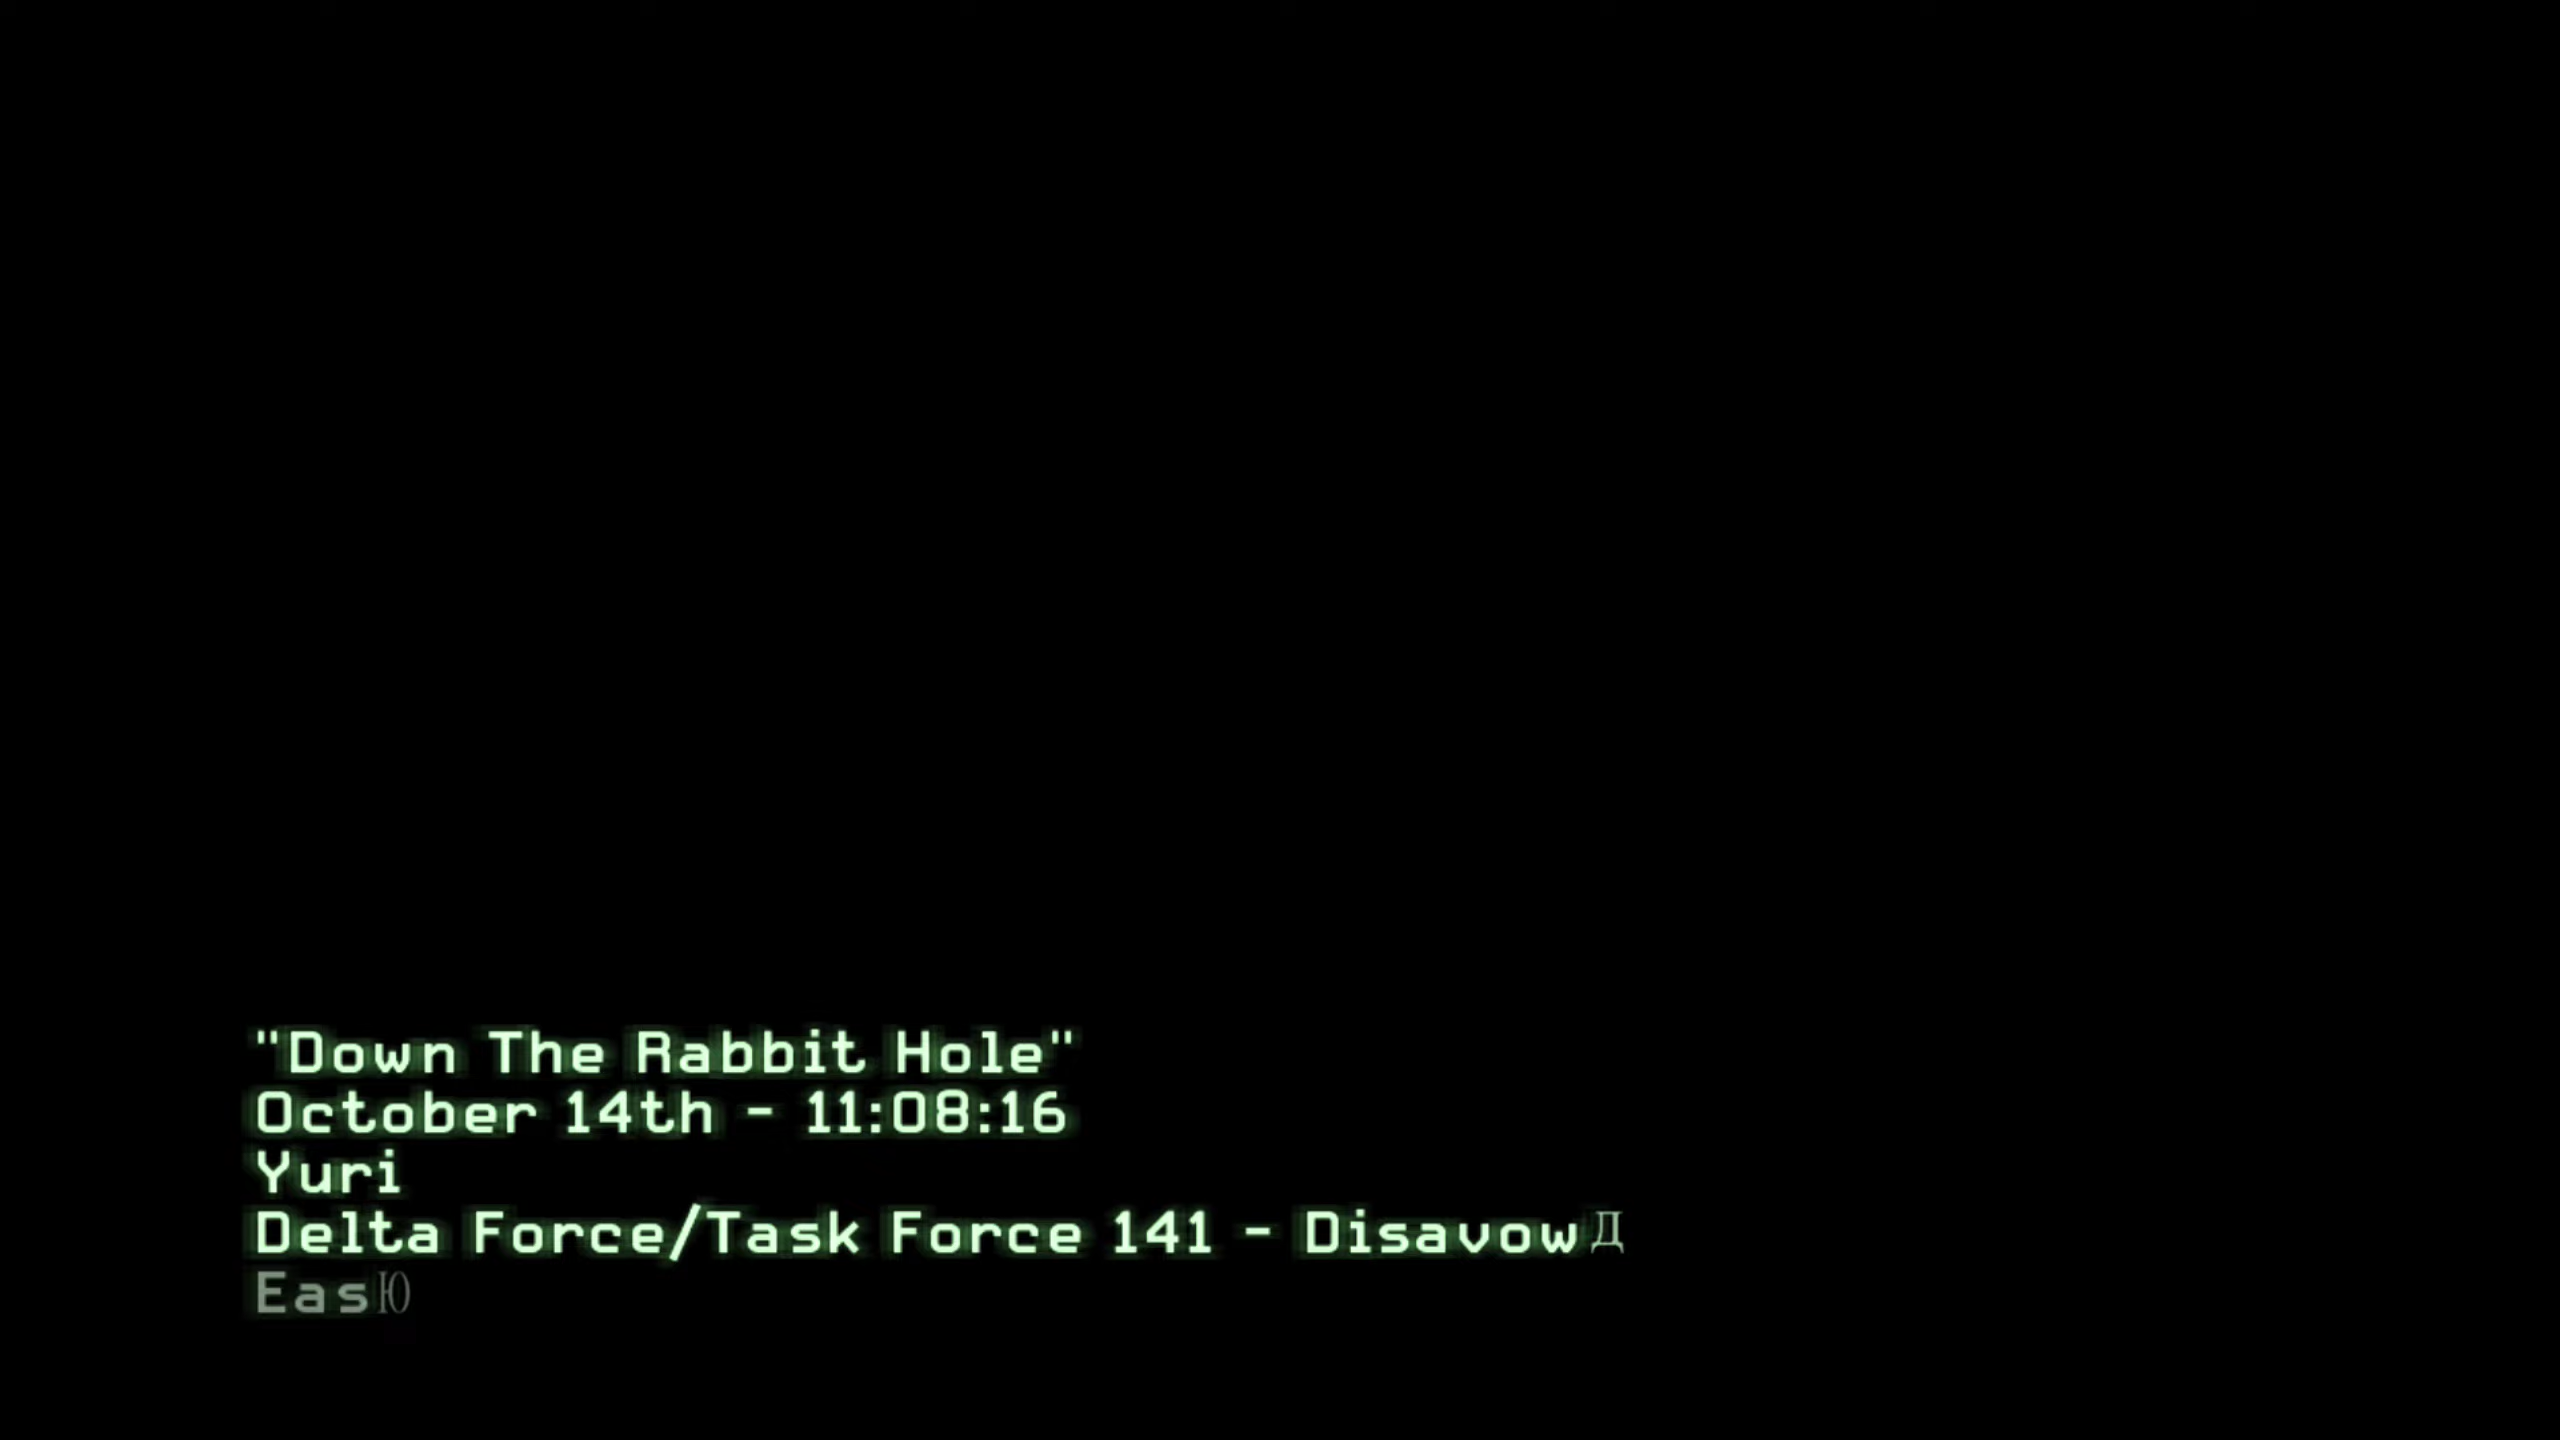 "Down The Rabbit Hole"
October 14th - 11:08:16
Yuri
Delta Force/Task Force 141 - DisavowД
EasЮ